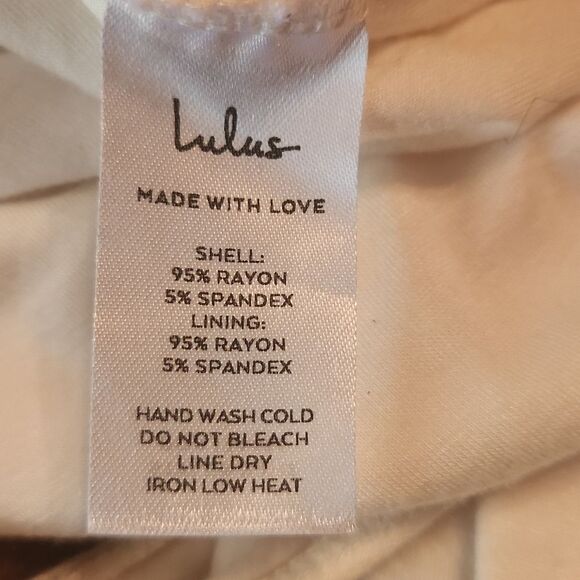 Lulus
MADE WITH LOVE
SHELL:
95% RAYON
5% SPANDEX
LINING:
95% RAYON
5% SPANDEX
HAND WASH COLD
DO NOT BLEACH
LINE DRY
IRON LOW HEAT